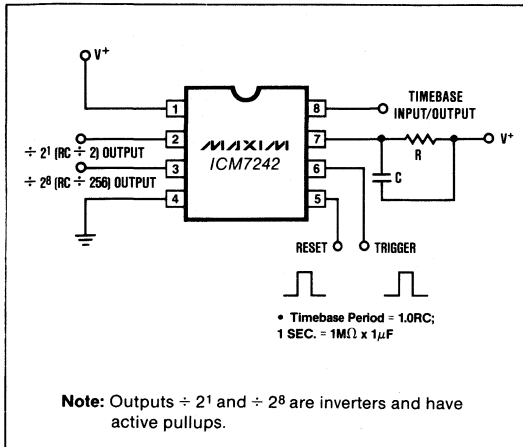 V+
1
8
TIMEBASE
INPUT/OUTPUT
2
7
R
V+
÷ 2¹ (RC ÷ 2) OUTPUT
MAXIM
ICM7242
3
6
C
÷ 2⁸ (RC ÷ 256) OUTPUT
4
5
RESET
TRIGGER
• Timebase Period = 1.0RC;
1 SEC. = 1MΩ x 1µF
Note: Outputs ÷ 2¹ and ÷ 2⁸ are inverters and have
active pullups.